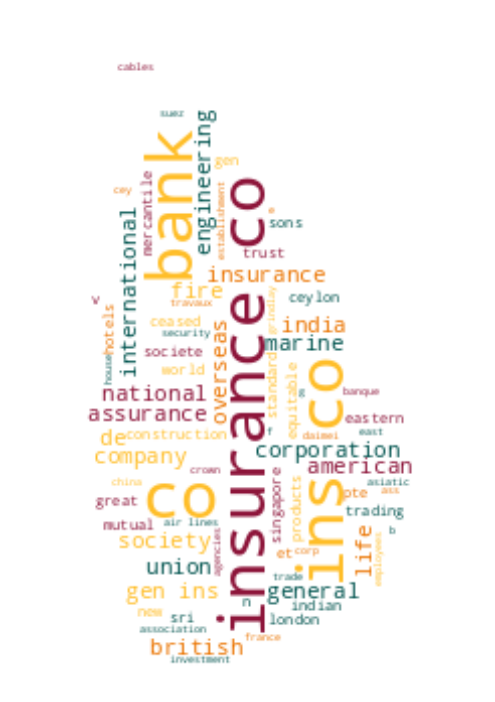 cables
suez
bank
engineering
gen
mercantile
cey
establishment
insurance co
e
sons
international
trust
insurance
fire
travaux
ceylon
v
hotels
ceased
security
overseas
grindlay
india
marine
societe
house
world
standard
equitable
ins co
g
banque
national
assurance
eastern
de
construction
f
daimei
east
company
corporation
american
crown
china
co
singapore
products
asiatic
pte
ass
great
trading
mutual
air lines
b
society
agencies
et
corp
life
employees
union
trade
gen ins
general
n
indian
new
sri
london
association
british
france
investment